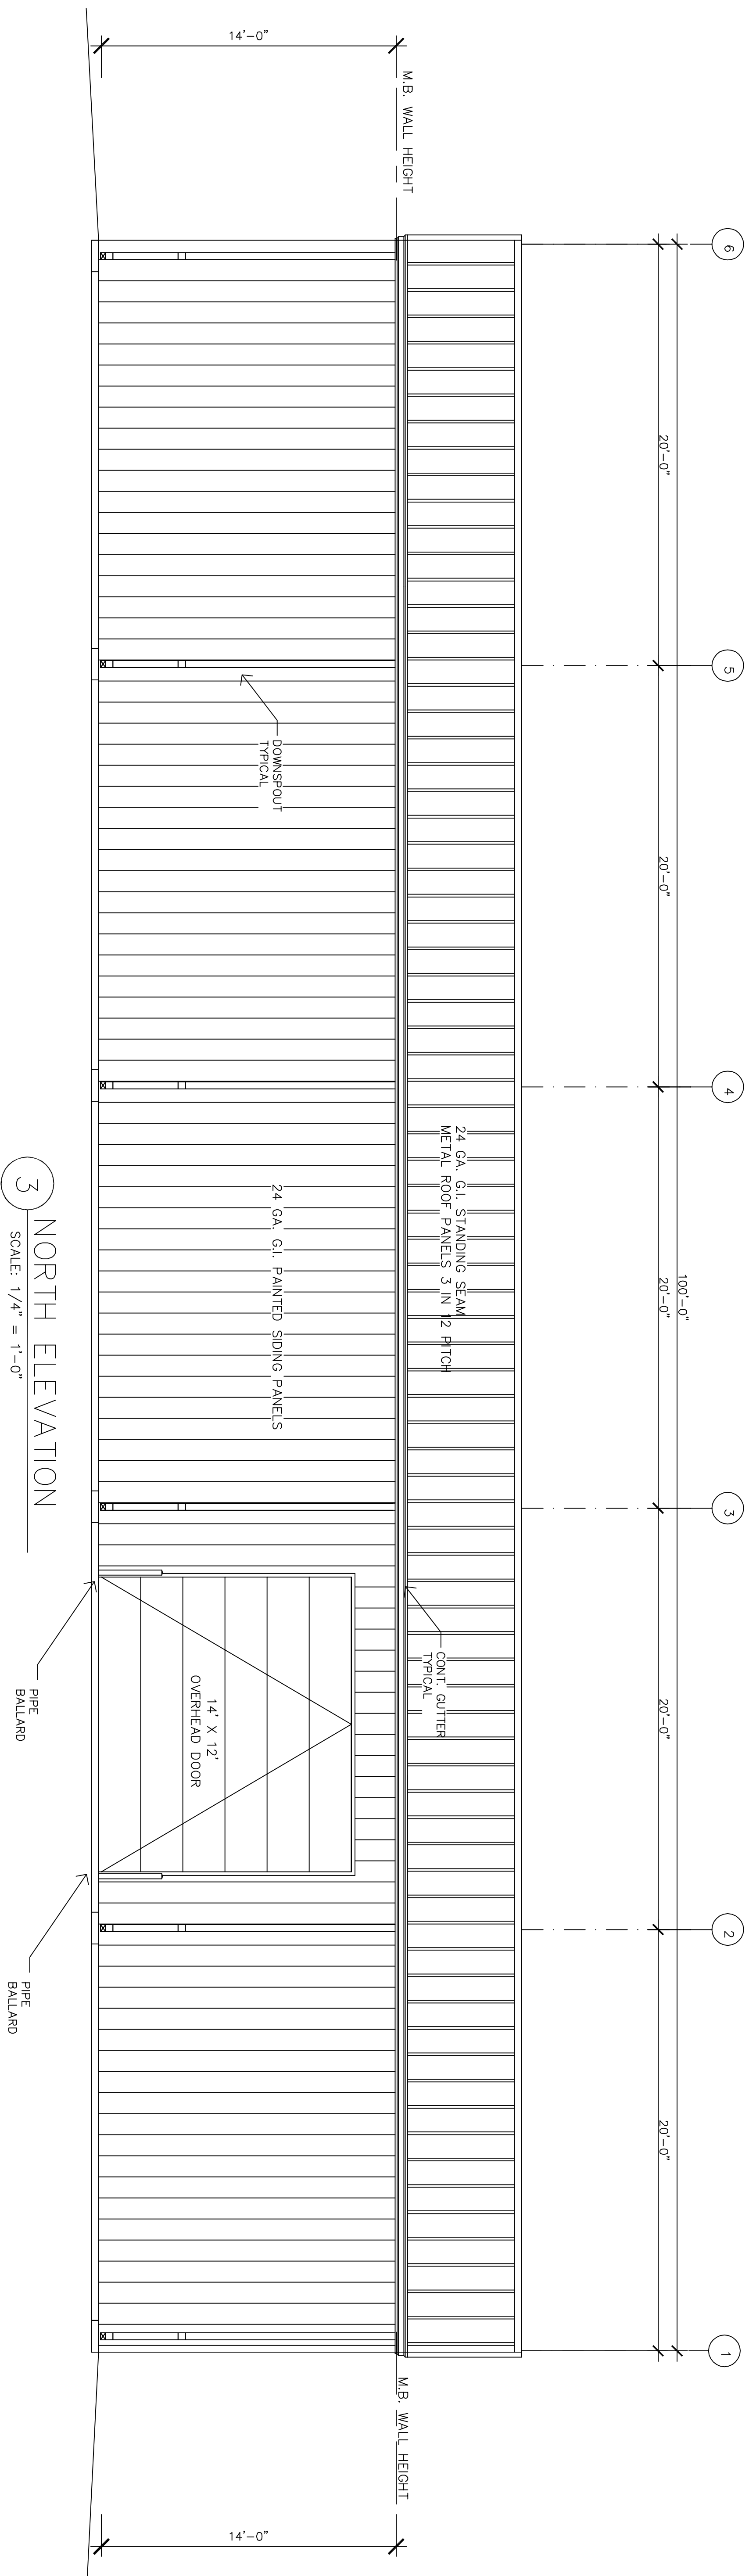 6
5
4
3
2
1
100'-0"
20'-0"
20'-0"
20'-0"
20'-0"
20'-0"
M.B. WALL HEIGHT
M.B. WALL HEIGHT
14'-0"
14'-0"
24 GA. G.I. STANDING SEAM
METAL ROOF PANELS 3 IN 12 PITCH
CONT. GUTTER
TYPICAL
DOWNSPOUT
TYPICAL
24 GA. G.I. PAINTED SIDING PANELS
14' X 12'
OVERHEAD DOOR
PIPE
BALLARD
PIPE
BALLARD
3
NORTH ELEVATION
SCALE: 1/4" = 1'-0"